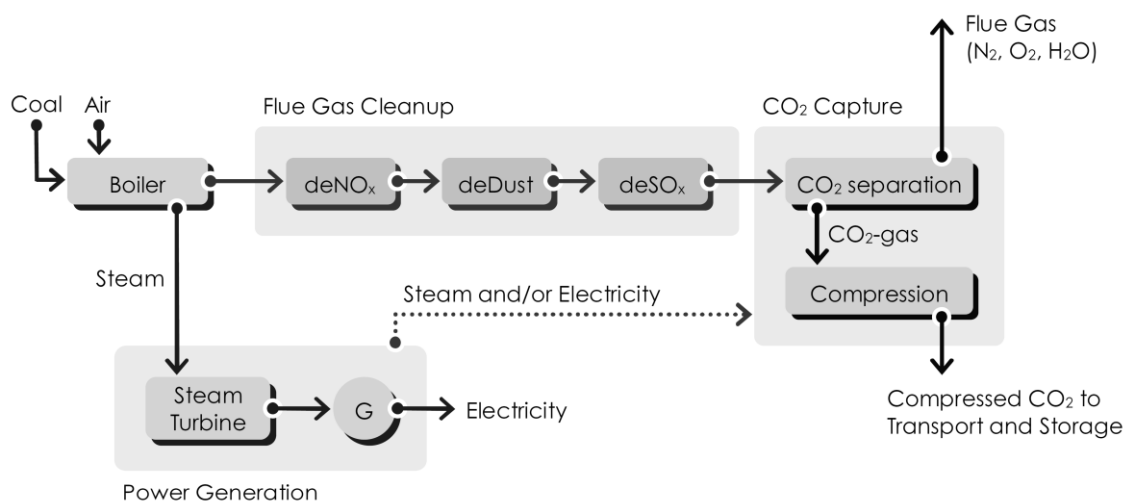 Flue Gas
(N₂, O₂, H₂O)
Coal
Air
Flue Gas Cleanup
CO₂ Capture
Boiler
deNOₓ
deDust
deSOₓ
CO₂ separation
CO₂-gas
Steam
Steam and/or Electricity
Compression
Steam
Turbine
G
Electricity
Compressed CO₂ to
Transport and Storage
Power Generation